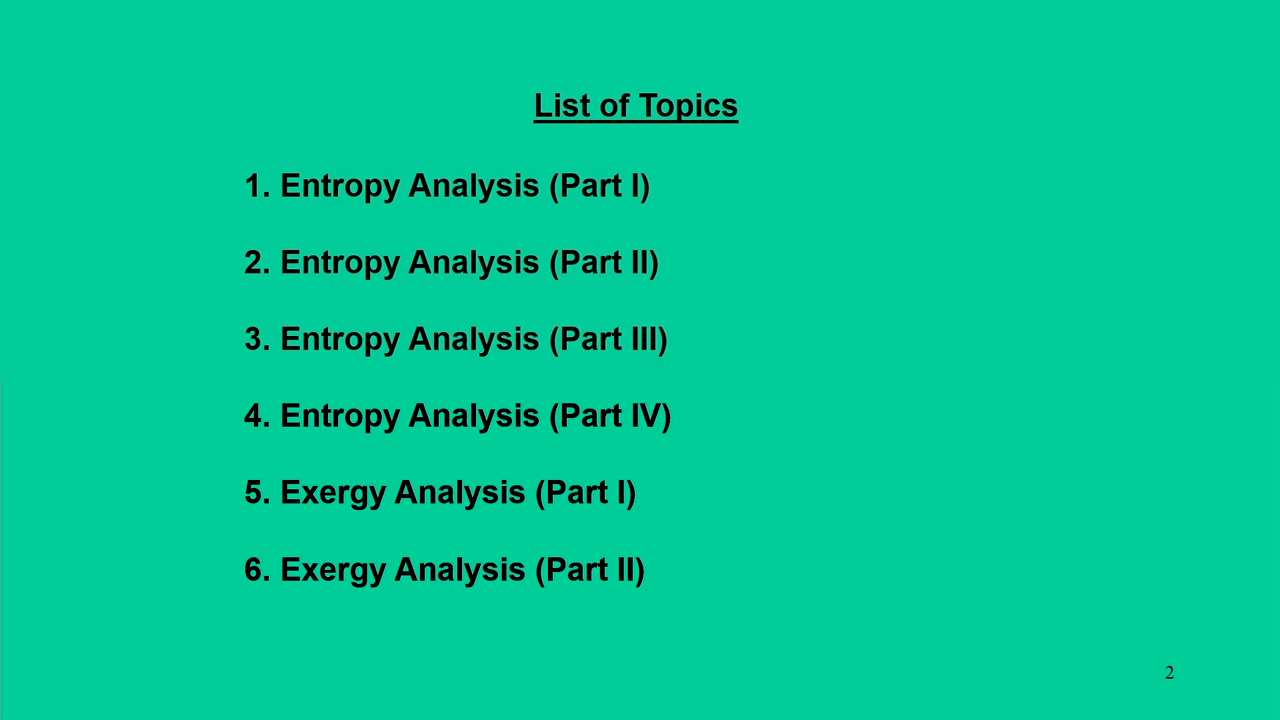 List of Topics
1. Entropy Analysis (Part I)
2. Entropy Analysis (Part II)
3. Entropy Analysis (Part III)
4. Entropy Analysis (Part IV)
5. Exergy Analysis (Part I)
6. Exergy Analysis (Part II)
2